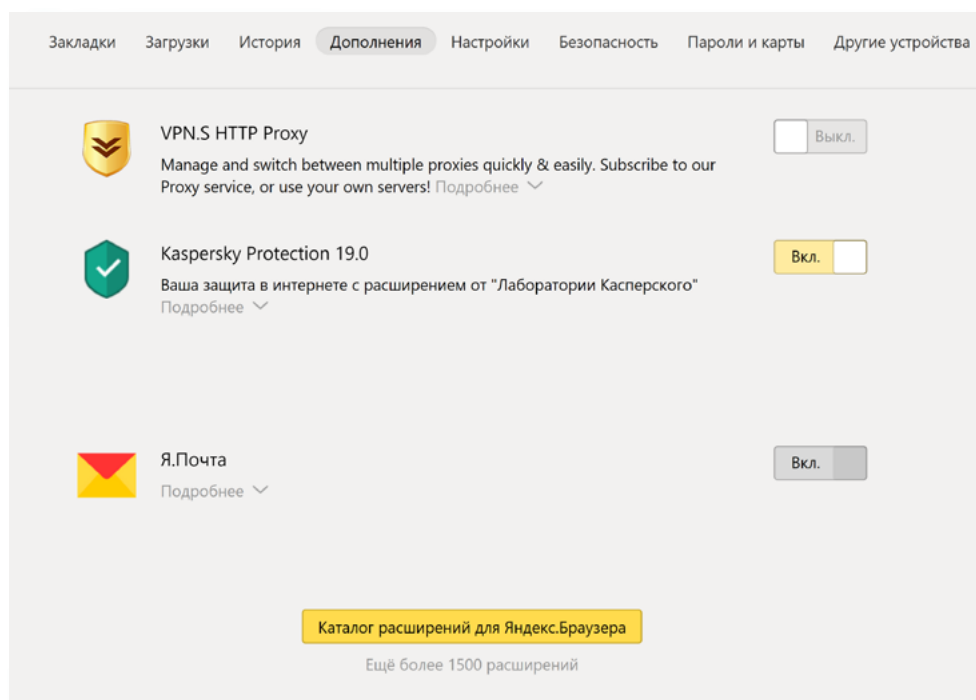 Закладки Загрузки История Дополнения Настройки Безопасность Пароли и карты Другие устройства
VPN.S HTTP Proxy
Выкл.
Manage and switch between multiple proxies quickly & easily. Subscribe to our
Proxy service, or use your own servers! Подробнее
Kaspersky Protection 19.0
Вкл.
Ваша защита в интернете с расширением от "Лаборатории Касперского"
Подробнее
Я.Почта
Вкл.
Подробнее
Каталог расширений для Яндекс.Браузера
Ещё более 1500 расширений